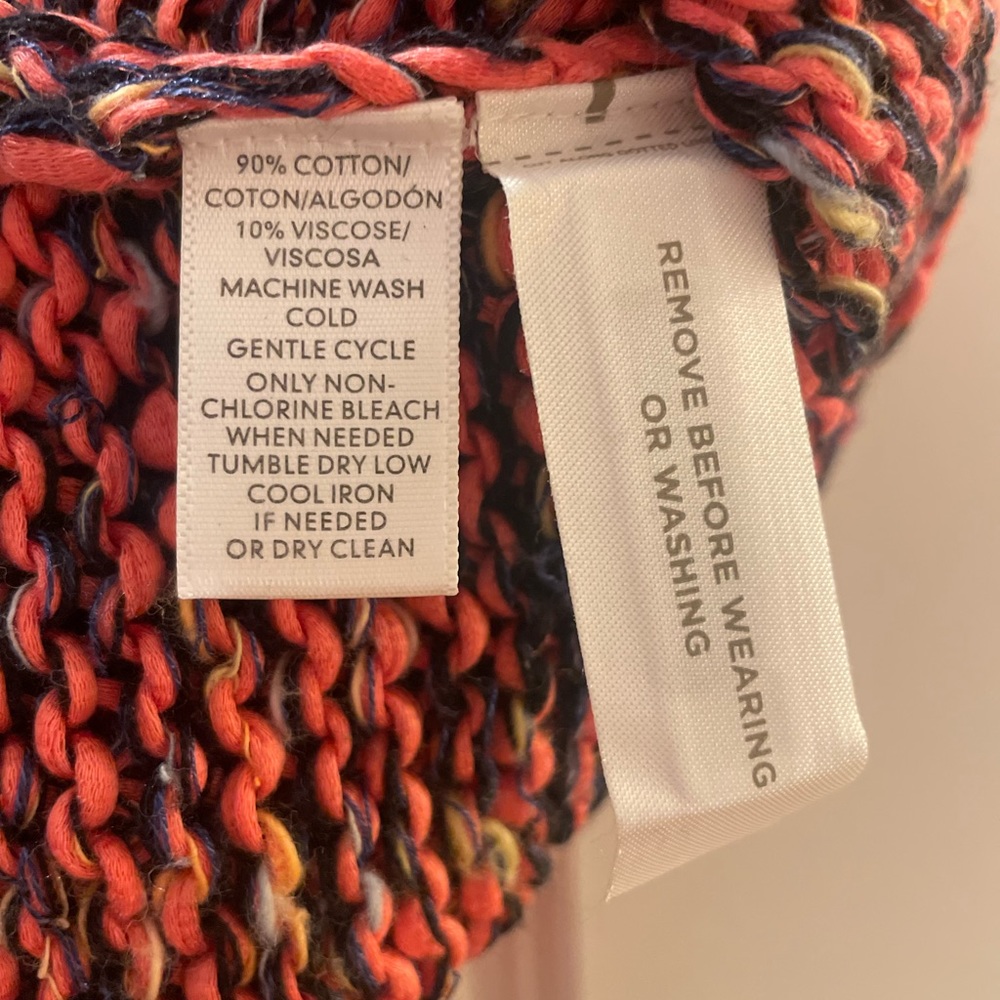 90% COTTON/
COTON/ALGODÓN
10% VISCOSE/
VISCOSA
MACHINE WASH
COLD
GENTLE CYCLE
ONLY NON-
CHLORINE BLEACH
WHEN NEEDED
TUMBLE DRY LOW
COOL IRON
IF NEEDED
OR DRY CLEAN
DOTTED
REMOVE BEFORE WEARING
OR WASHING